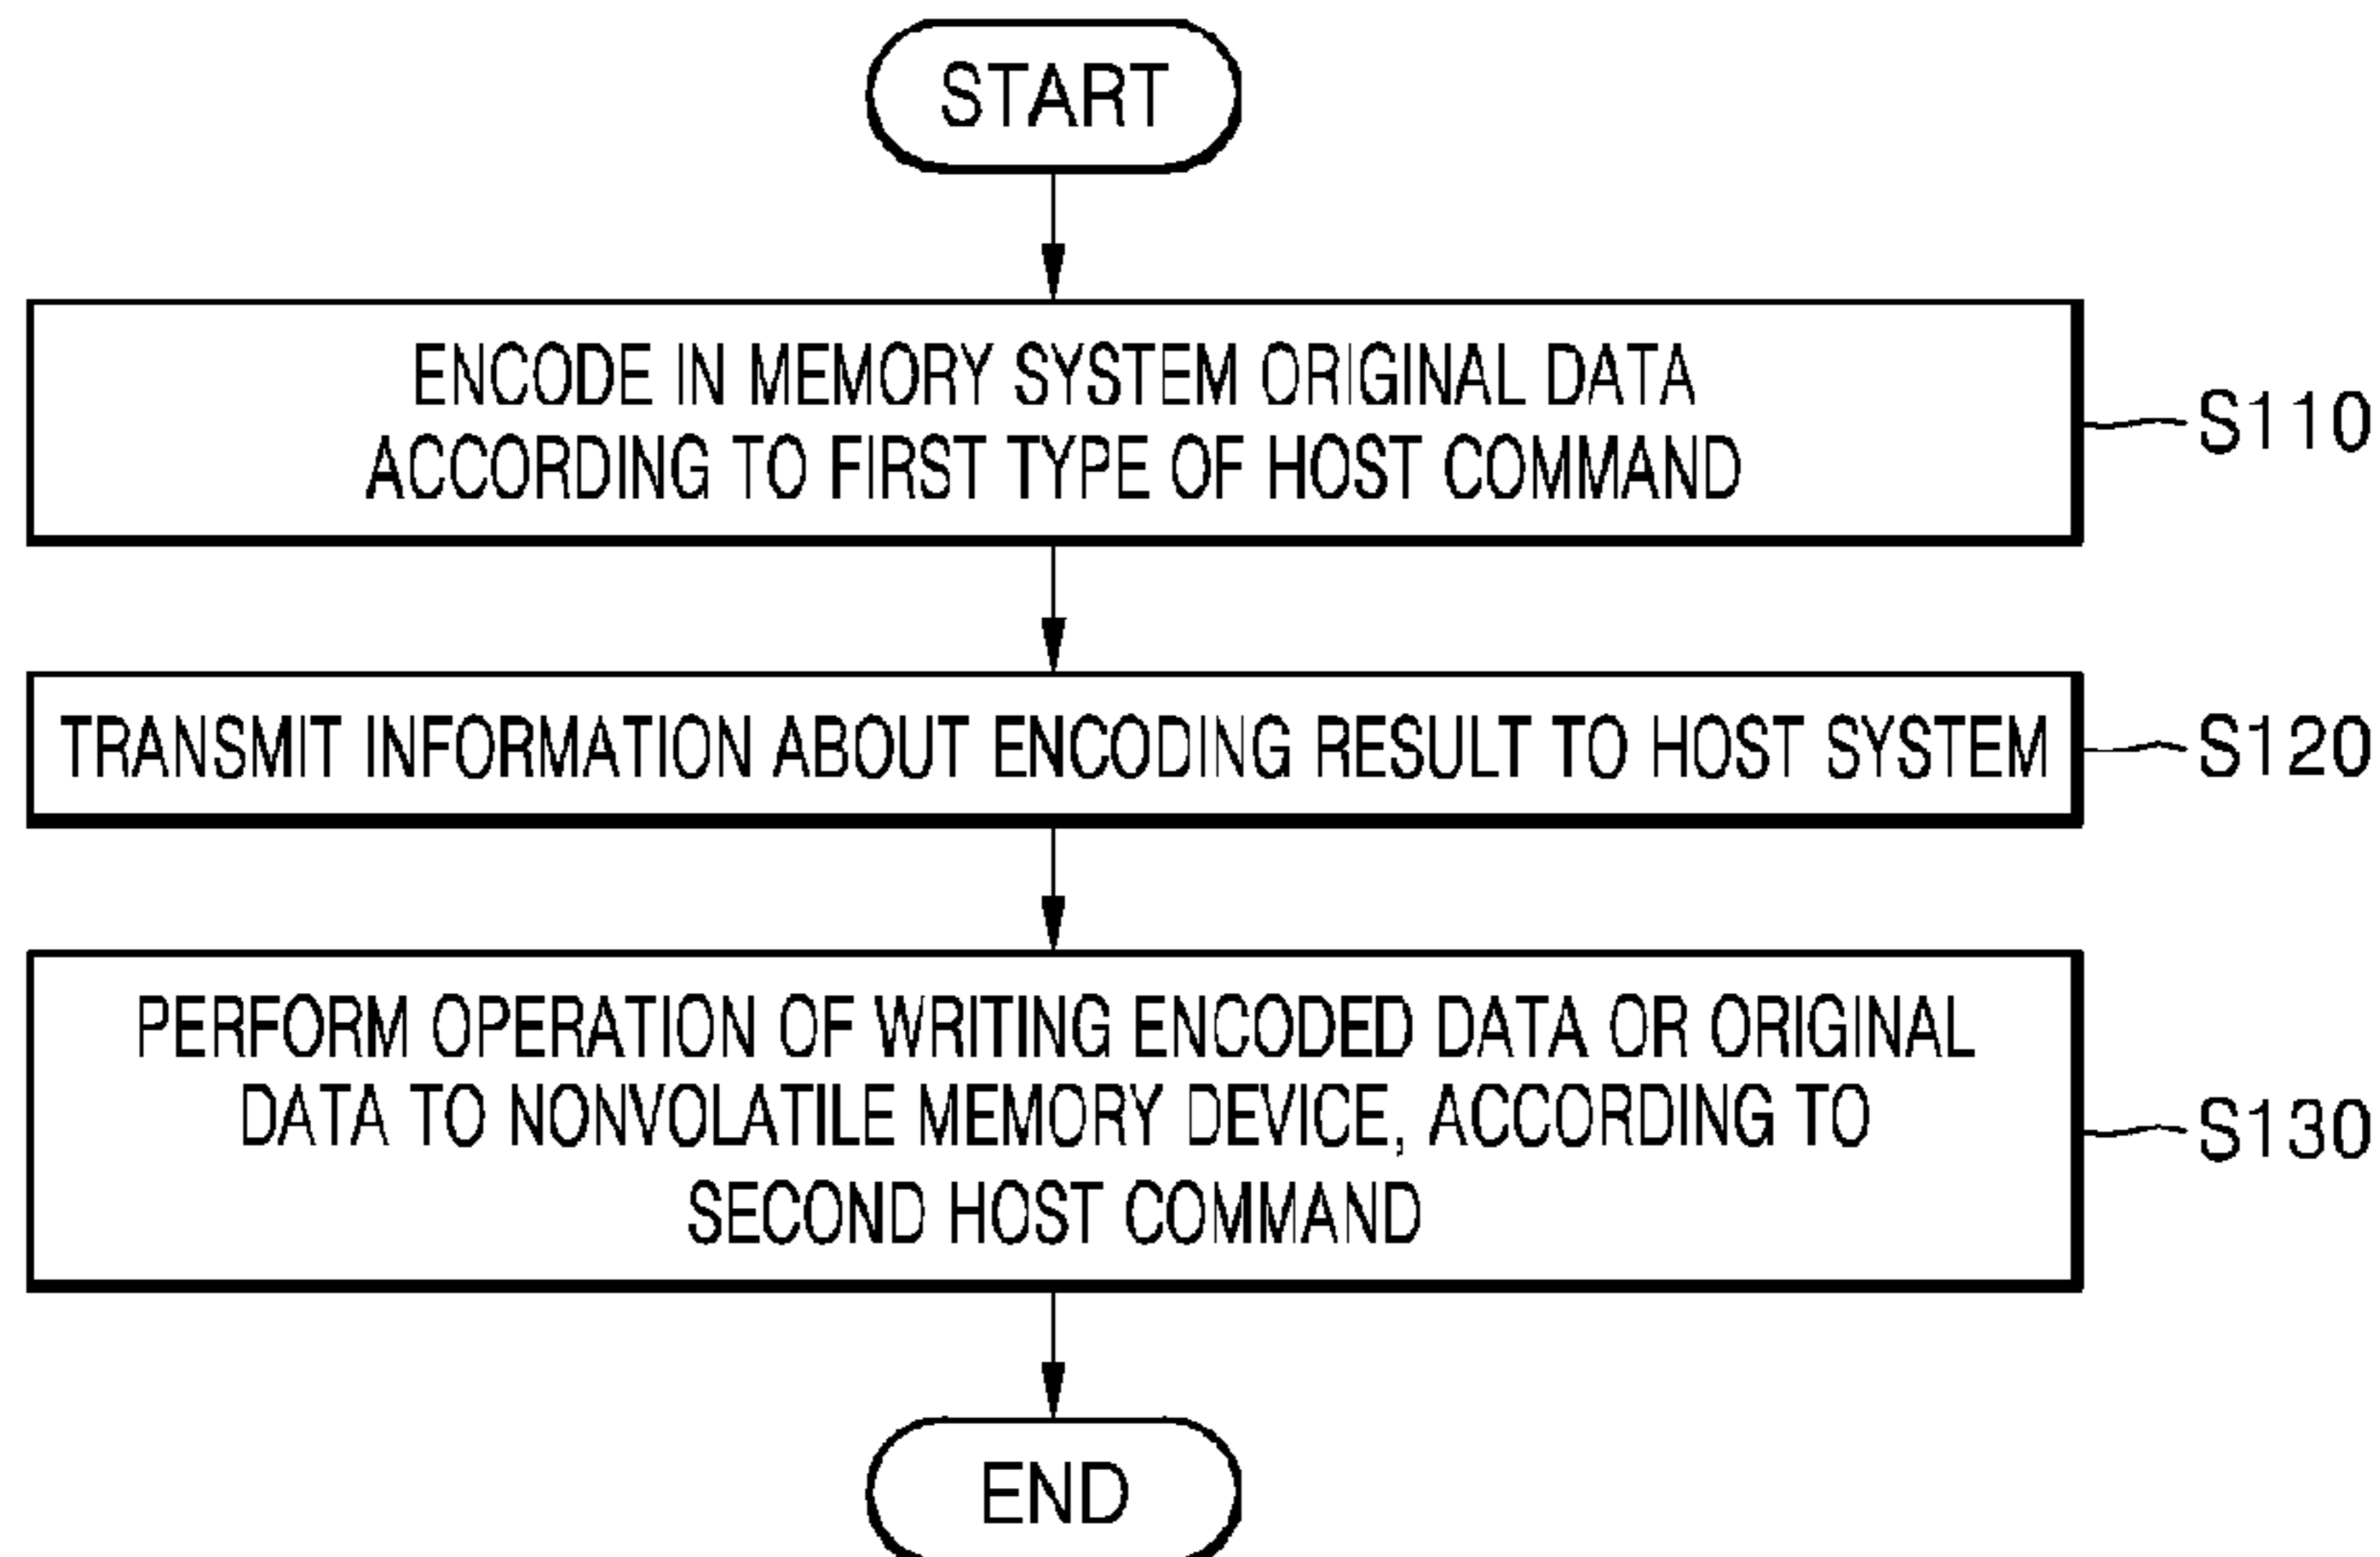 START
ENCODE IN MEMORY SYSTEM ORIGINAL DATA
ACCORDING TO FIRST TYPE OF HOST COMMAND
S110
TRANSMIT INFORMATION ABOUT ENCODING RESULT TO HOST SYSTEM
S120
PERFORM OPERATION OF WRITING ENCODED DATA OR ORIGINAL
DATA TO NONVOLATILE MEMORY DEVICE, ACCORDING TO
SECOND HOST COMMAND
S130
END